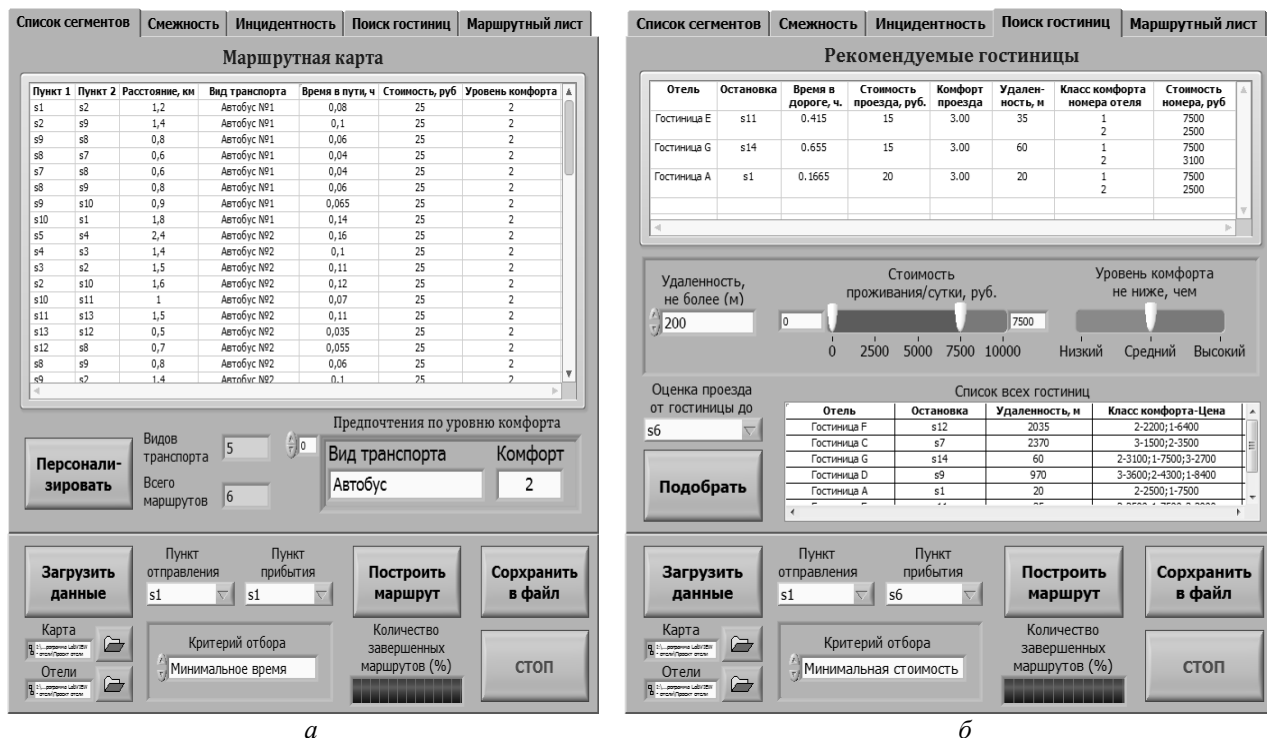 Список сегментов Смежность Инцидентность Поиск гостиниц Маршрутный лист
Маршрутная карта
Пункт 1 Пункт 2 Расстояние, км Вид транспорта Время в пути, ч Стоимость, руб Уровень комфорта
s1 s2 1,2 Автобус №1 0,08 25 2
s2 s9 1,4 Автобус №1 0,1 25 2
s9 s8 0,8 Автобус №1 0,06 25 2
s8 s7 0,6 Автобус №1 0,04 25 2
s7 s8 0,6 Автобус №1 0,04 25 2
s8 s9 0,8 Автобус №1 0,06 25 2
s9 s10 0,9 Автобус №1 0,065 25 2
s10 s1 1,8 Автобус №1 0,14 25 2
s5 s4 2,4 Автобус №2 0,16 25 2
s4 s3 1,4 Автобус №2 0,1 25 2
s3 s2 1,5 Автобус №2 0,11 25 2
s2 s10 1,6 Автобус №2 0,12 25 2
s10 s11 1 Автобус №2 0,07 25 2
s11 s13 1,5 Автобус №2 0,11 25 2
s13 s12 0,5 Автобус №2 0,035 25 2
s12 s8 0,7 Автобус №2 0,055 25 2
s8 s9 0,8 Автобус №2 0,06 25 2
s9 s2 1,4 Автобус №2 0,1 25 2
Персонали-
зировать
Видов
транспорта 5
Всего
маршрутов 6
0
Предпочтения по уровню комфорта
Вид транспорта Комфорт
Автобус 2
Загрузить
данные
Пункт
отправления
s1
Пункт
прибытия
s1
Построить
маршрут
Сорхранить
в файл
Карта
Отели
Критерий отбора
Минимальное время
Количество
завершенных
маршрутов (%)
СТОП
а
Список сегментов Смежность Инцидентность Поиск гостиниц Маршрутный лист
Рекомендуемые гостиницы
Отель Остановка Время в Стоимость Комфорт Удален- Класс комфорта Стоимость
дороге, ч. проезда, руб. проезда ность, м номера отеля номера, руб
Гостиница E s11 0.415 15 3.00 35 1 7500
2 2500
Гостиница G s14 0.655 15 3.00 60 1 7500
2 3100
Гостиница A s1 0.1665 20 3.00 20 1 7500
2 2500
Удаленность,
не более (м)
200
Стоимость
проживания/сутки, руб.
0 7500
0 2500 5000 7500 10000
Уровень комфорта
не ниже, чем
Низкий Средний Высокий
Оценка проезда
от гостиницы до
s6
Подобрать
Список всех гостиниц
Отель Остановка Удаленность, м Класс комфорта-Цена
Гостиница F s12 2035 2-2200;1-6400
Гостиница C s7 2370 3-1500;2-3500
Гостиница G s14 60 2-3100;1-7500;3-2700
Гостиница D s9 970 3-3600;2-4300;1-8400
Гостиница A s1 20 2-2500;1-7500
Загрузить
данные
Пункт
отправления
s1
Пункт
прибытия
s6
Построить
маршрут
Сорхранить
в файл
Карта
Отели
Критерий отбора
Минимальная стоимость
Количество
завершенных
маршрутов (%)
СТОП
б